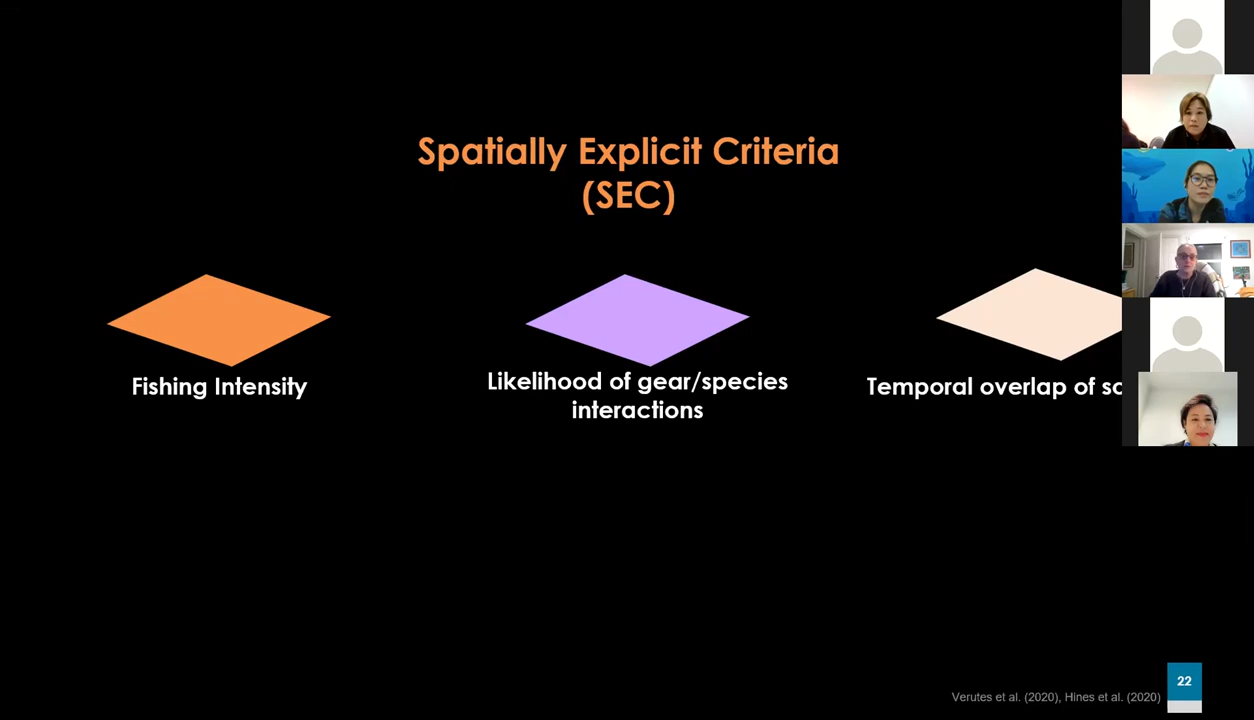 Spatially Explicit Criteria
(SEC)
Fishing Intensity
Likelihood of gear/species
interactions
Temporal overlap of
Verutes et al. (2020), Hines et al. (2020)
22